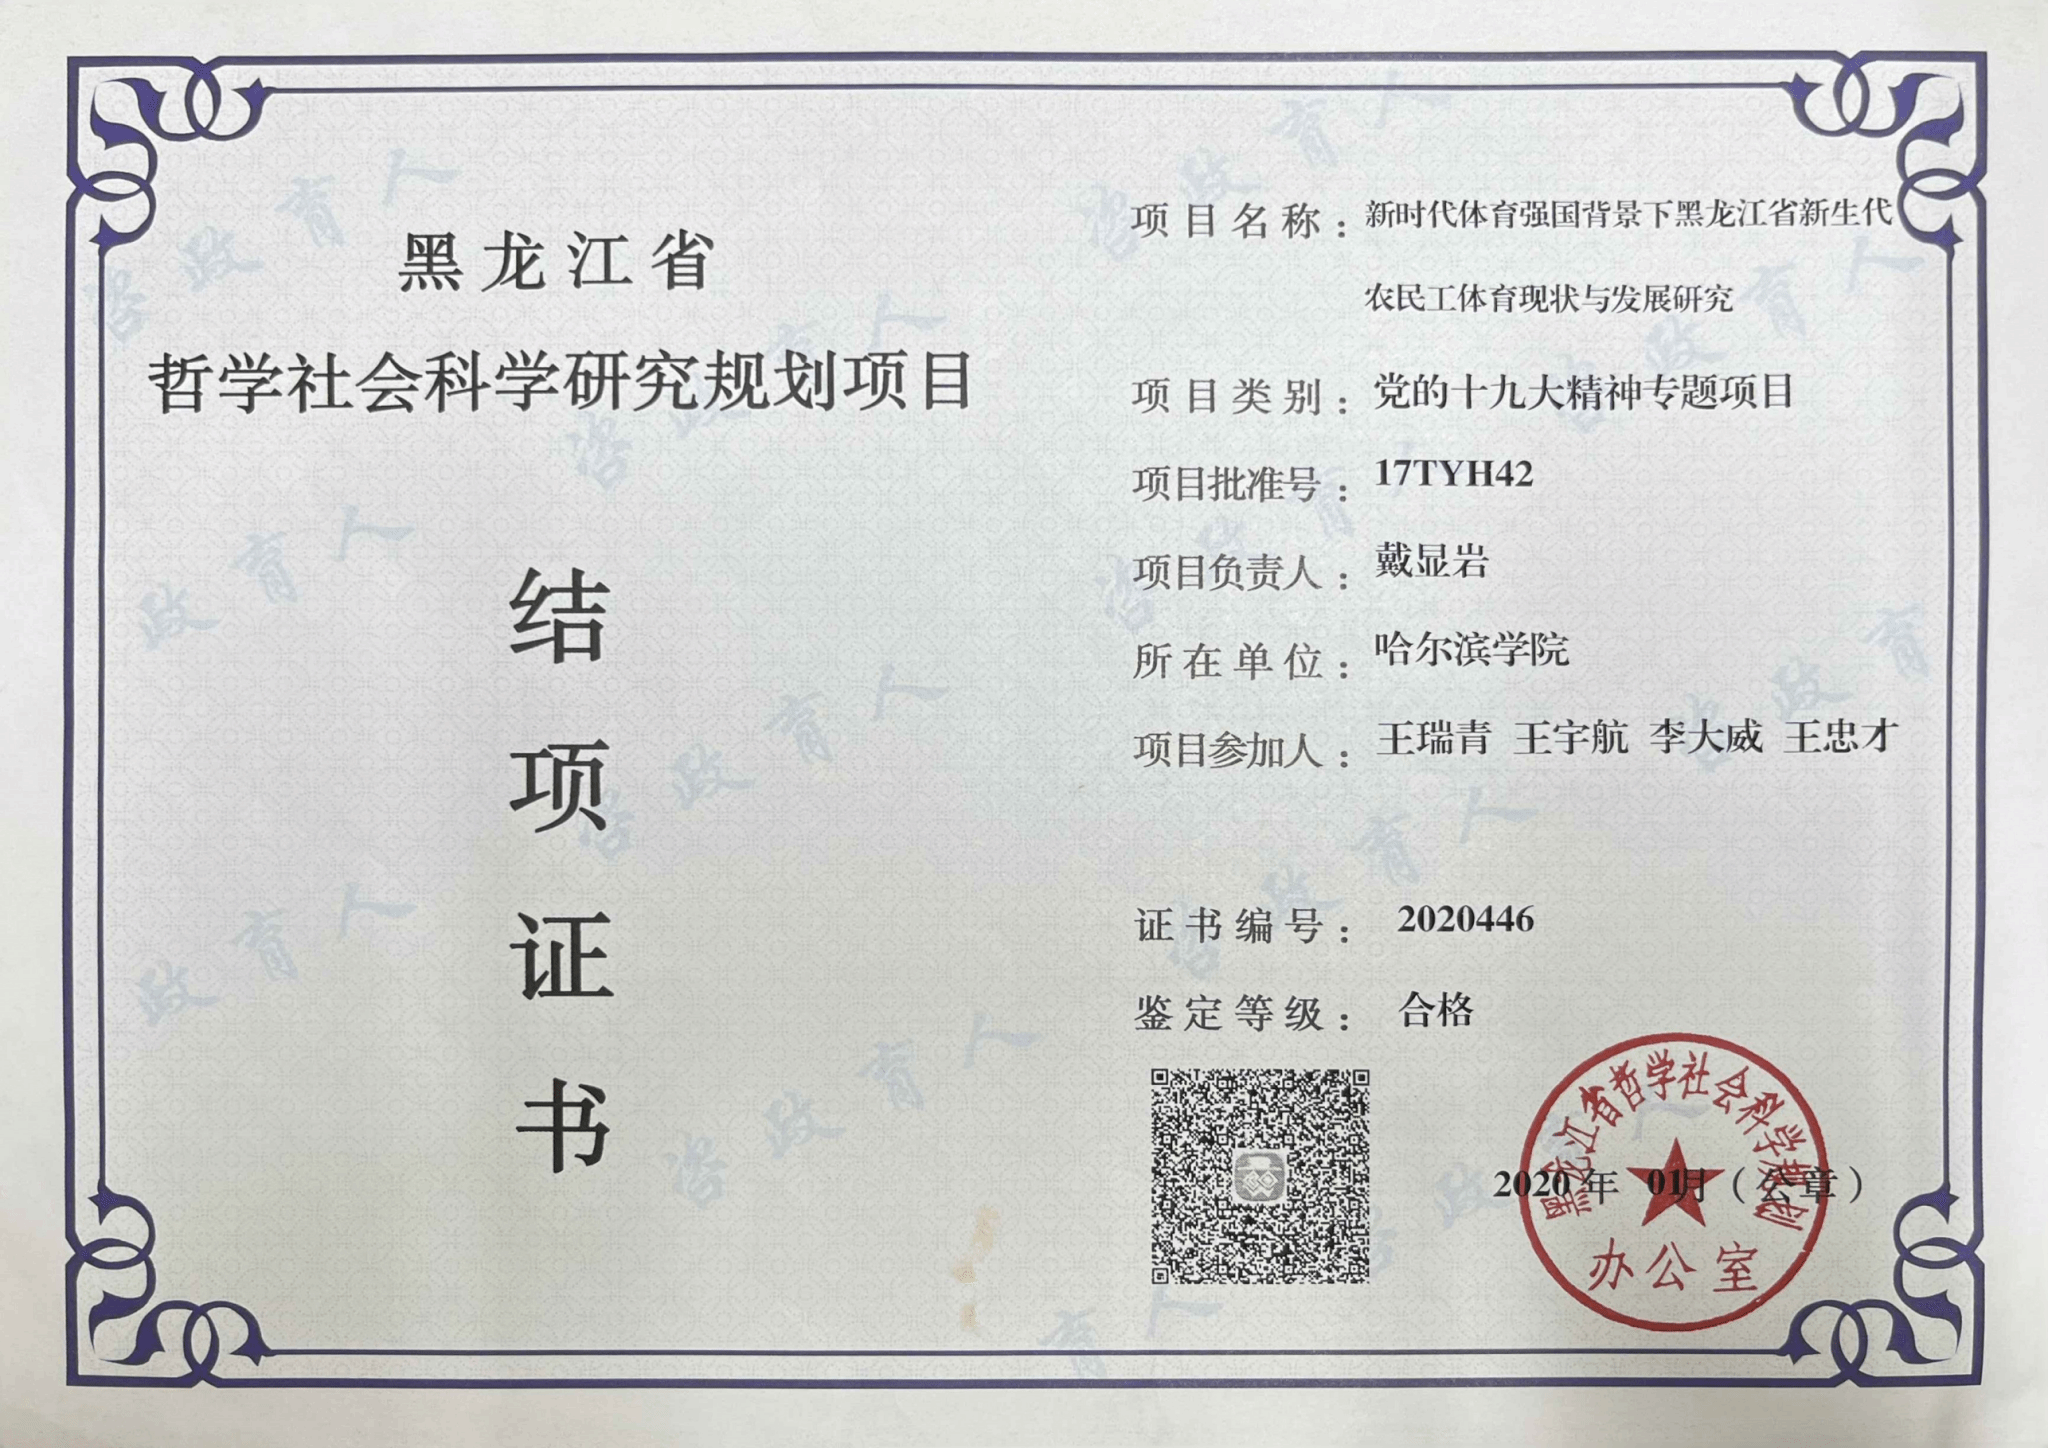 黑龙江省
哲学社会科学研究规划项目
结
项
证
书
项目名称：新时代体育强国背景下黑龙江省新生代
农民工体育现状与发展研究
项目类别：党的十九大精神专题项目
项目批准号：17TYH42
项目负责人：戴显岩
所在单位：哈尔滨学院
项目参加人：王瑞青 王宇航 李大威 王忠才
证书编号：2020446
鉴定等级：合格
2020年 01月（公章）
黑龙江省哲学社会科学规划
办公室